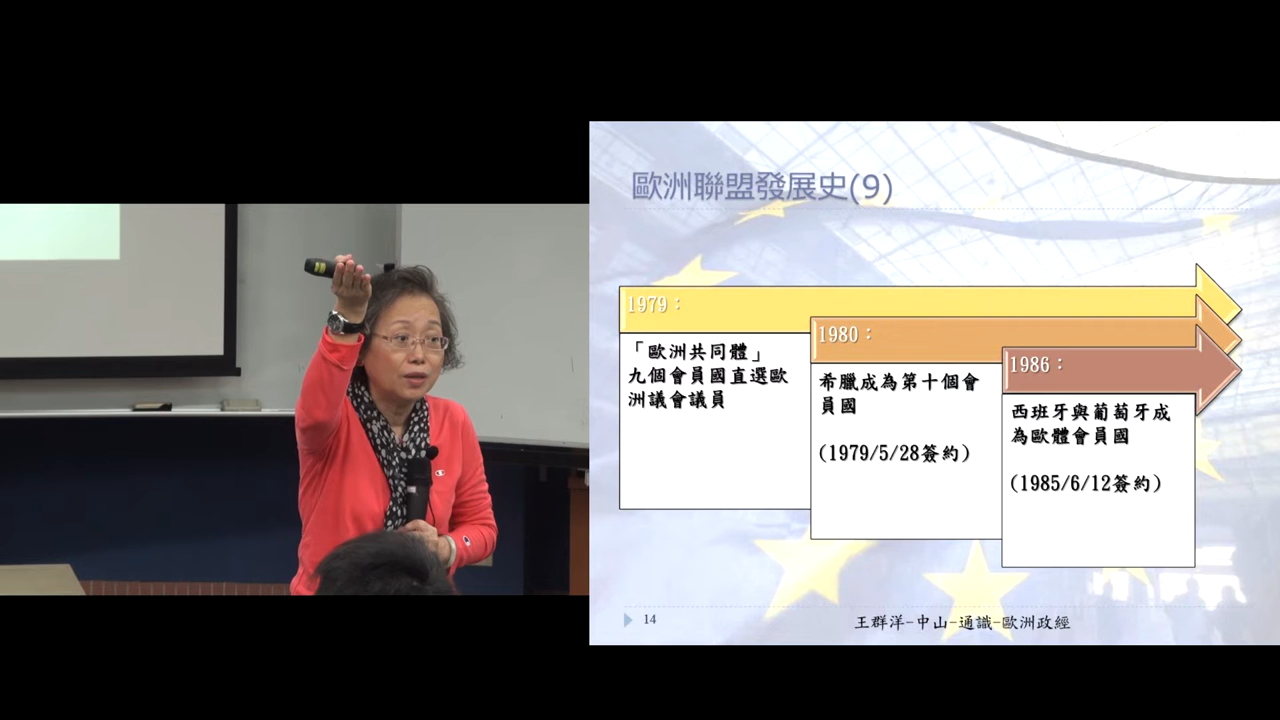 歐洲聯盟發展史(9)
1979：
「歐洲共同體」
九個會員國直選歐
洲議會議員
1980：
希臘成為第十個會
員國
(1979/5/28簽約)
1986：
西班牙與葡萄牙成
為歐體會員國
(1985/6/12簽約)
14
王群洋-中山-通識-歐洲政經